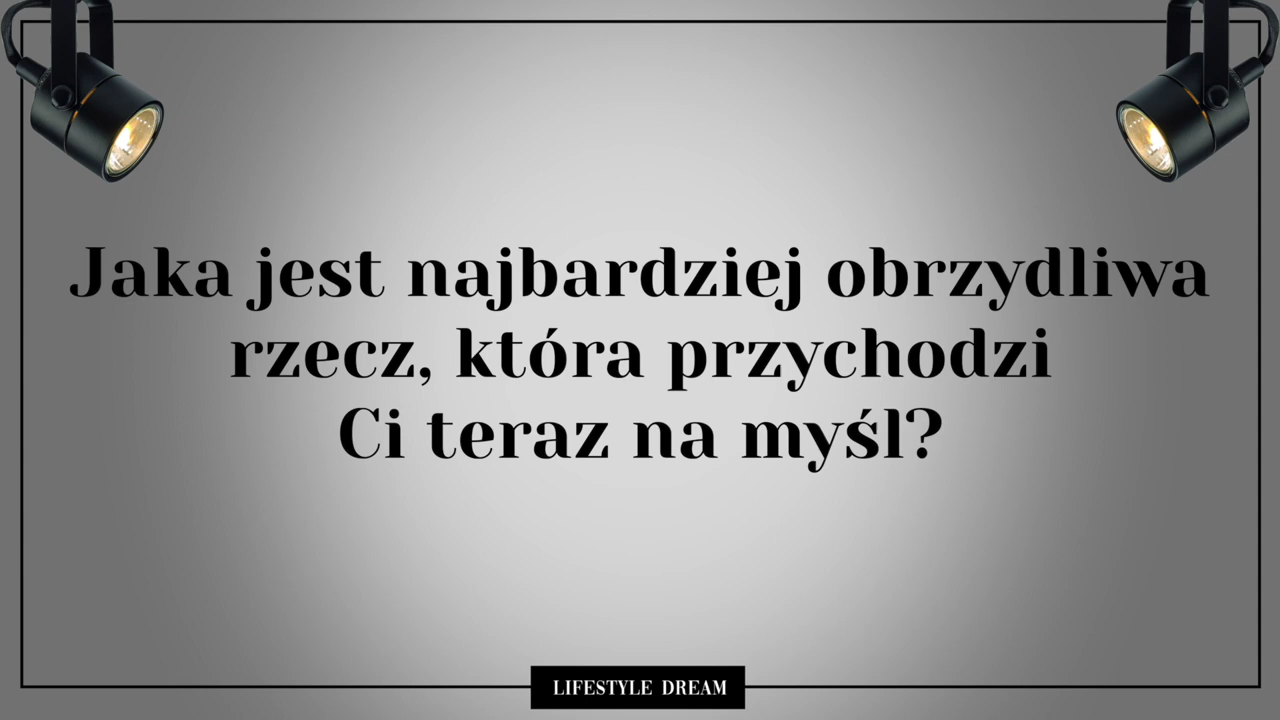 Jaka jest najbardziej obrzydliwa
rzecz, która przychodzi
Ci teraz na myśl?
LIFESTYLE DREAM